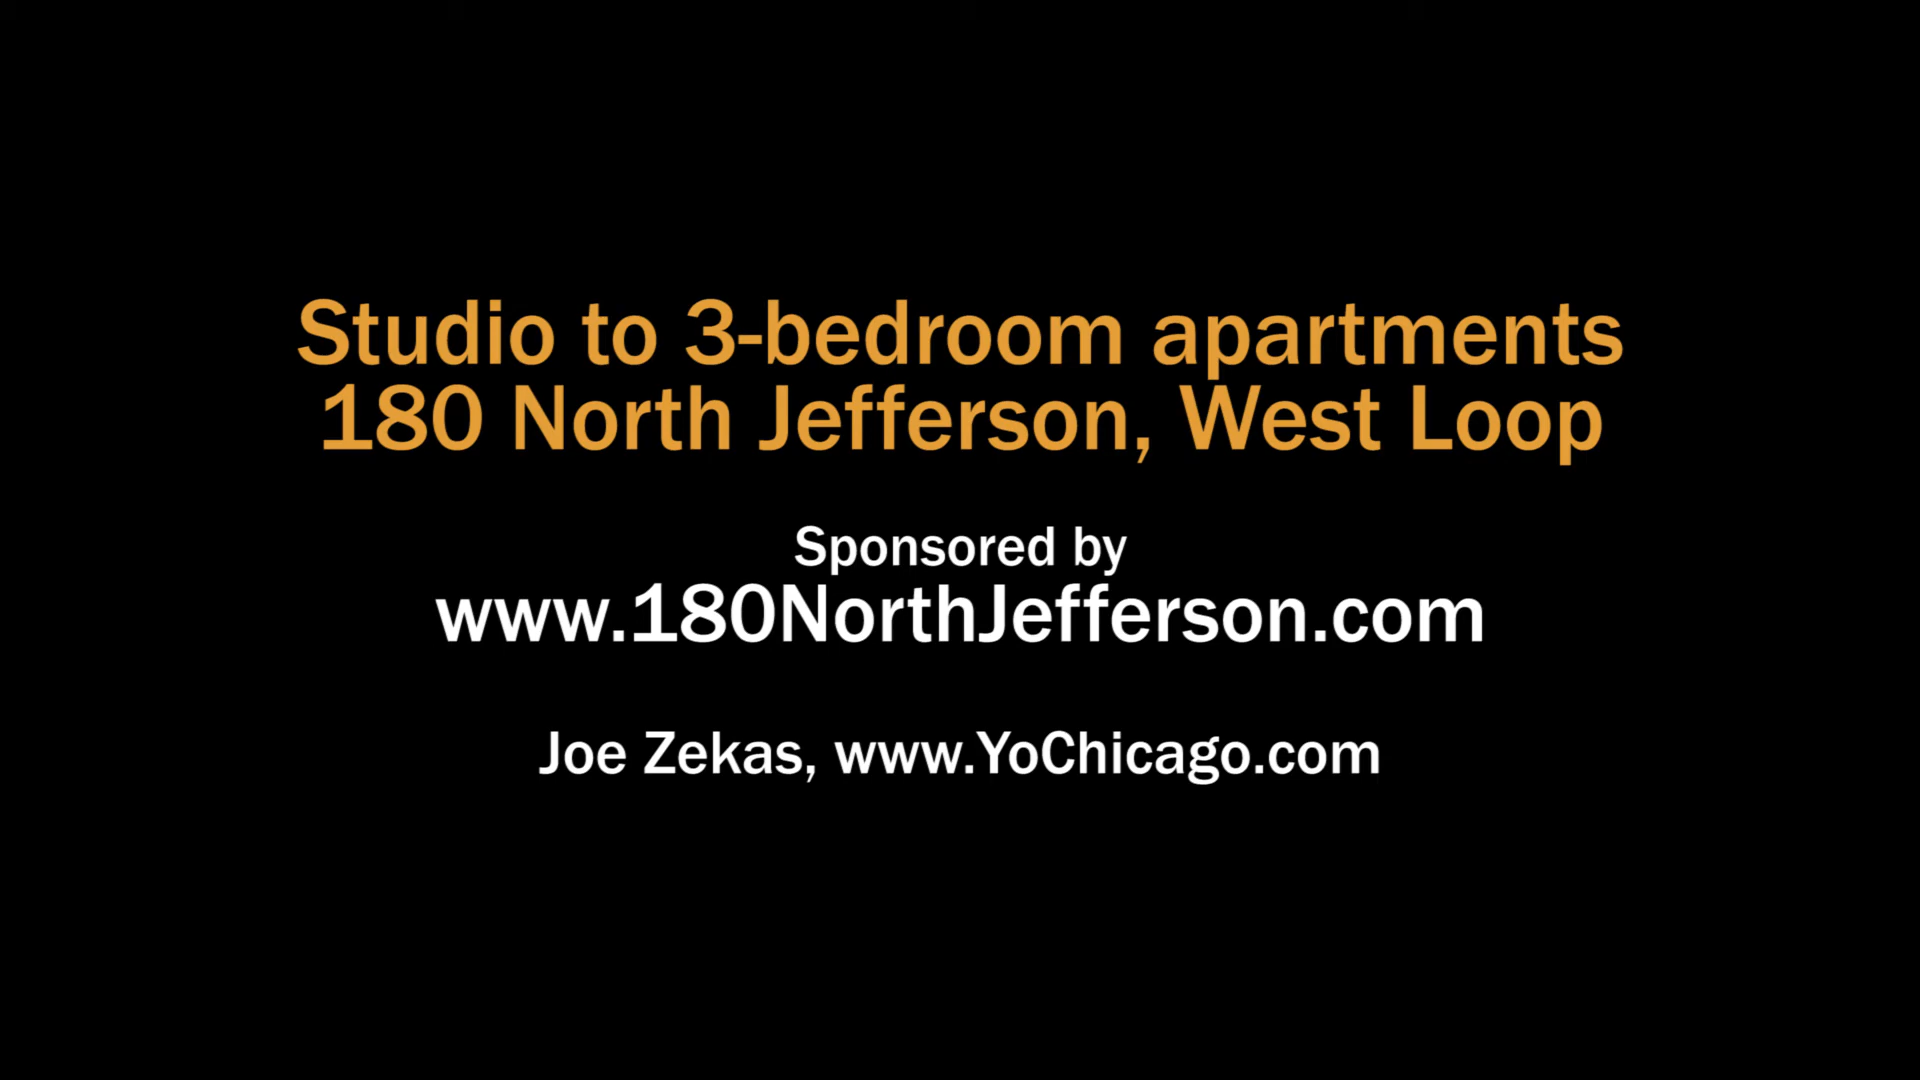 Studio to 3-bedroom apartments
180 North Jefferson, West Loop
Sponsored by
www.180NorthJefferson.com
Joe Zekas, www.YoChicago.com